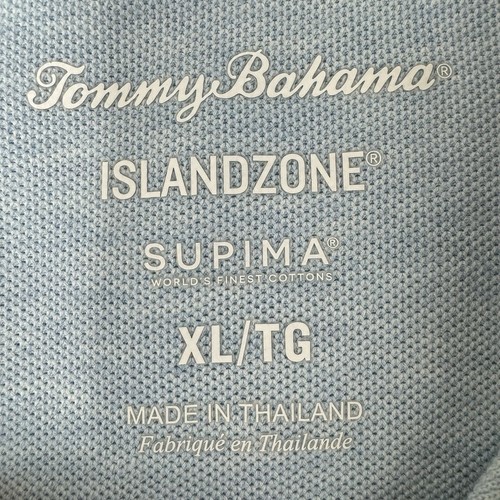 Tommy Bahama®
ISLANDZONE®
SUPIMA®
WORLD'S FINEST COTTONS
XL/TG
MADE IN THAILAND
Fabriqué en Thaïlande